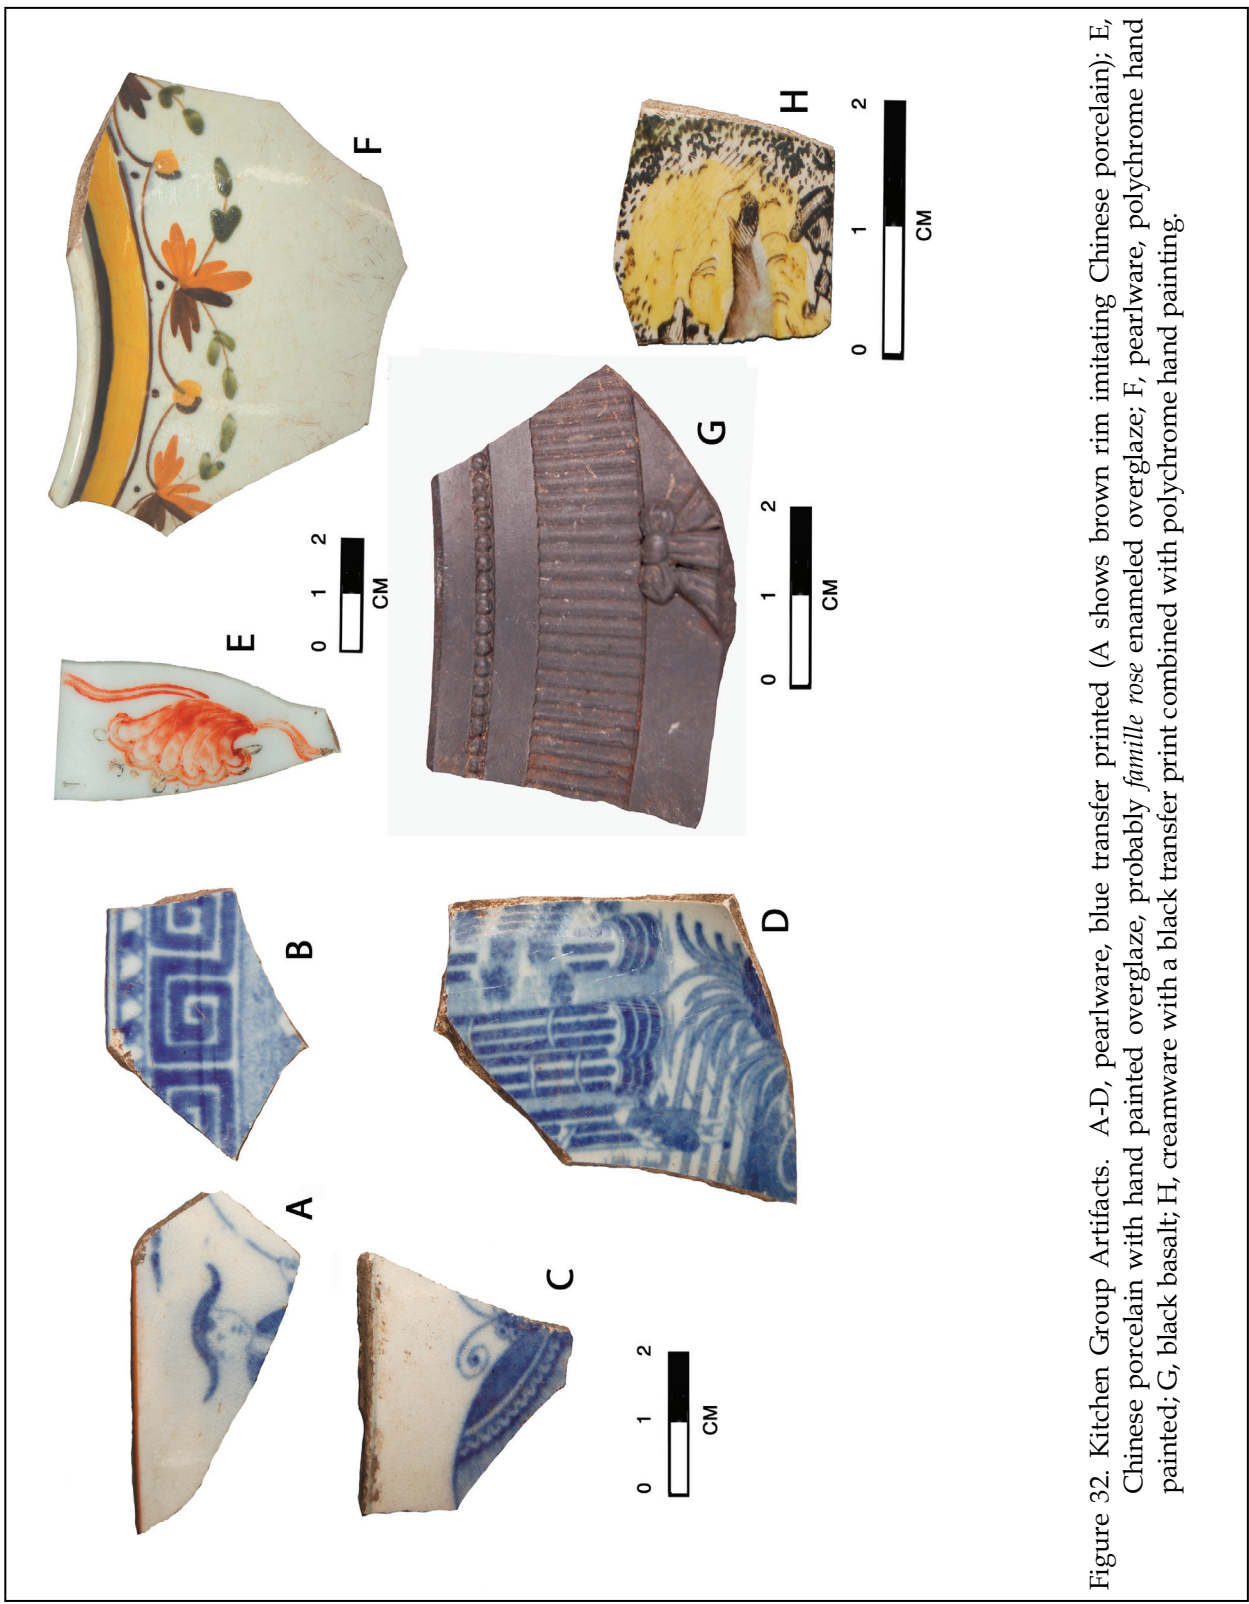 A
B
C
D
E
F
G
H
0 1 2
CM
0 1 2
CM
0 1 2
CM
0 1 2
CM
Figure 32. Kitchen Group Artifacts. A-D, pearlware, blue transfer printed (A shows brown rim imitating Chinese porcelain); E,
Chinese porcelain with hand painted overglaze, probably famille rose enameled overglaze; F, pearlware, polychrome hand
painted; G, black basalt; H, creamware with a black transfer print combined with polychrome hand painting.